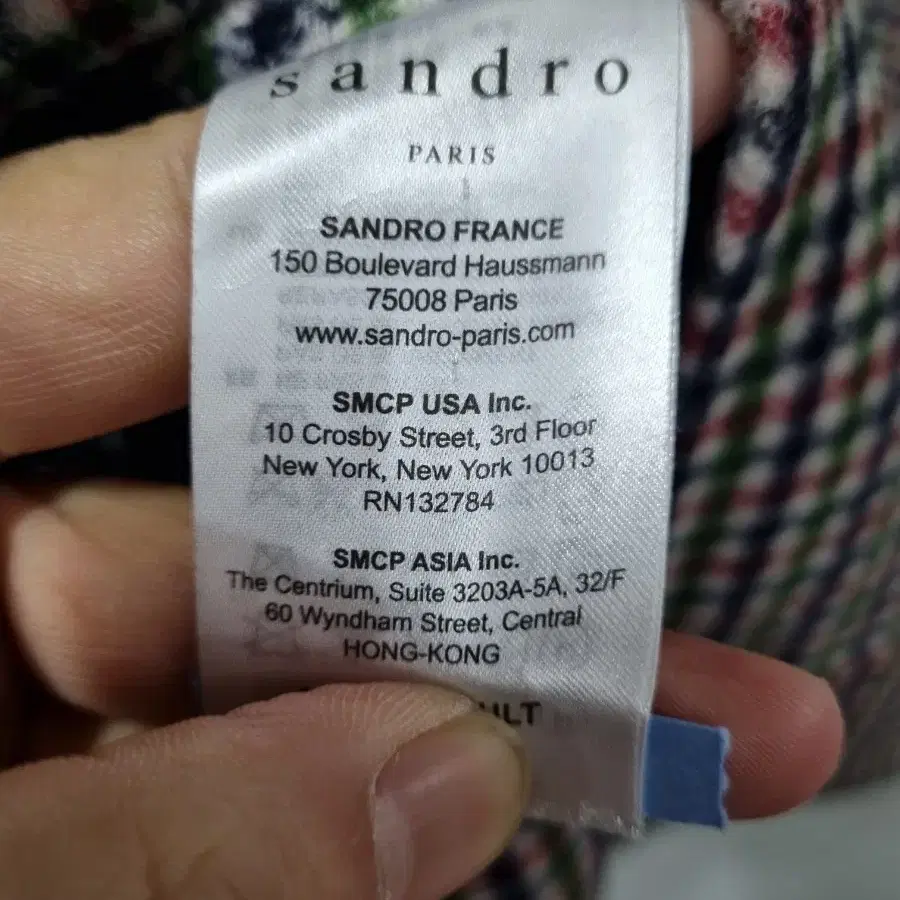 sandro
PARIS
SANDRO FRANCE
150 Boulevard Haussmann
75008 Paris
www.sandro-paris.com
SMCP USA Inc.
10 Crosby Street, 3rd Floor
New York, New York 10013
RN132784
SMCP ASIA Inc.
The Centrium, Suite 3203A-5A, 32/F
60 Wyndham Street, Central
HONG-KONG